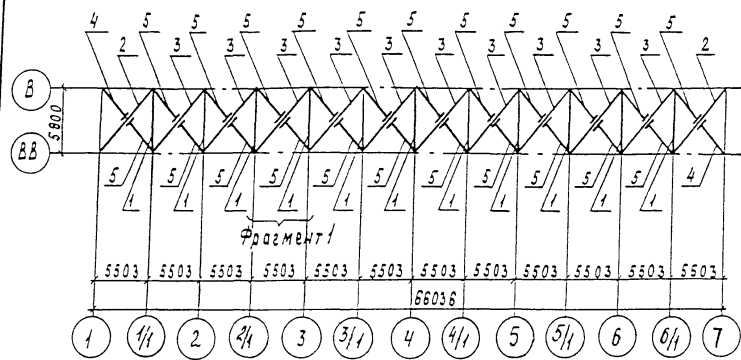 4 5 5 5 5 5 5 5 5 5 5 5
2 3 3 3 3 3 3 3 3 3 3 2
В
5800
ВВ
5 5 5 5 5 5 5 5 5 5 5 4
1 1 1 1 1 1 1 1 1 1 1
Фрагмент 1
5503 5503 5503 5503 5503 5503 5503 5503 5503 5503 5503 5503
66036
1 1/1 2 2/1 3 3/1 4 4/1 5 5/1 6 6/1 7